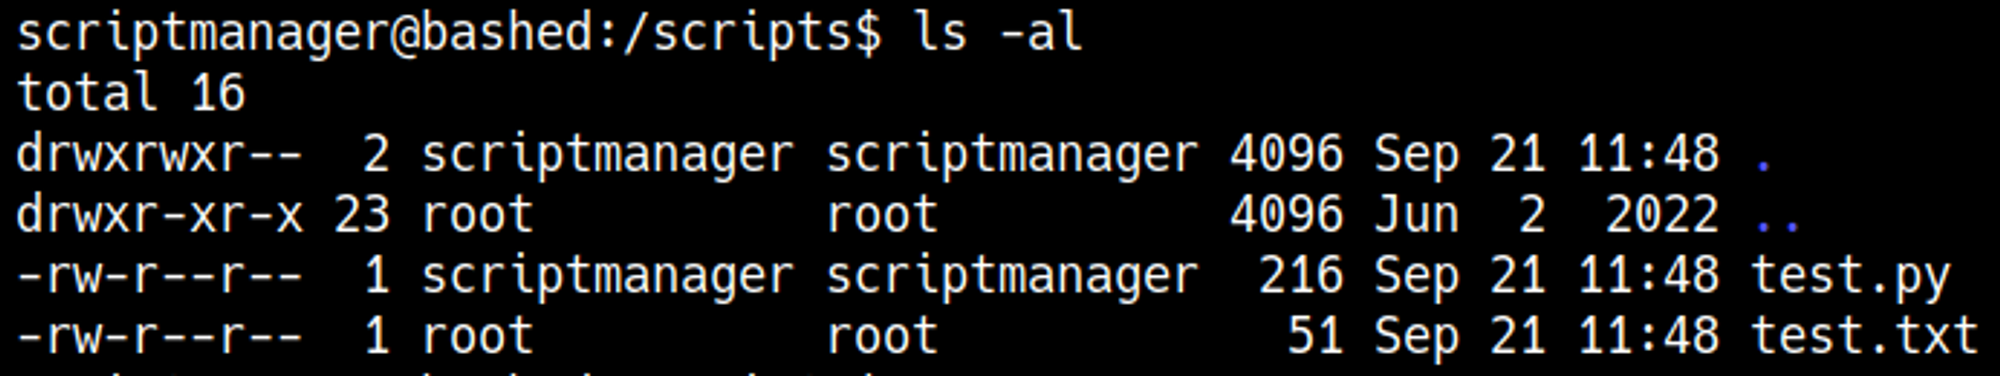 scriptmanager@bashed:/scripts$ ls -al
total 16
drwxrwxr--  2 scriptmanager scriptmanager 4096 Sep 21 11:48 .
drwxr-xr-x 23 root          root          4096 Jun  2  2022 ..
-rw-r--r--  1 scriptmanager scriptmanager  216 Sep 21 11:48 test.py
-rw-r--r--  1 root          root            51 Sep 21 11:48 test.txt